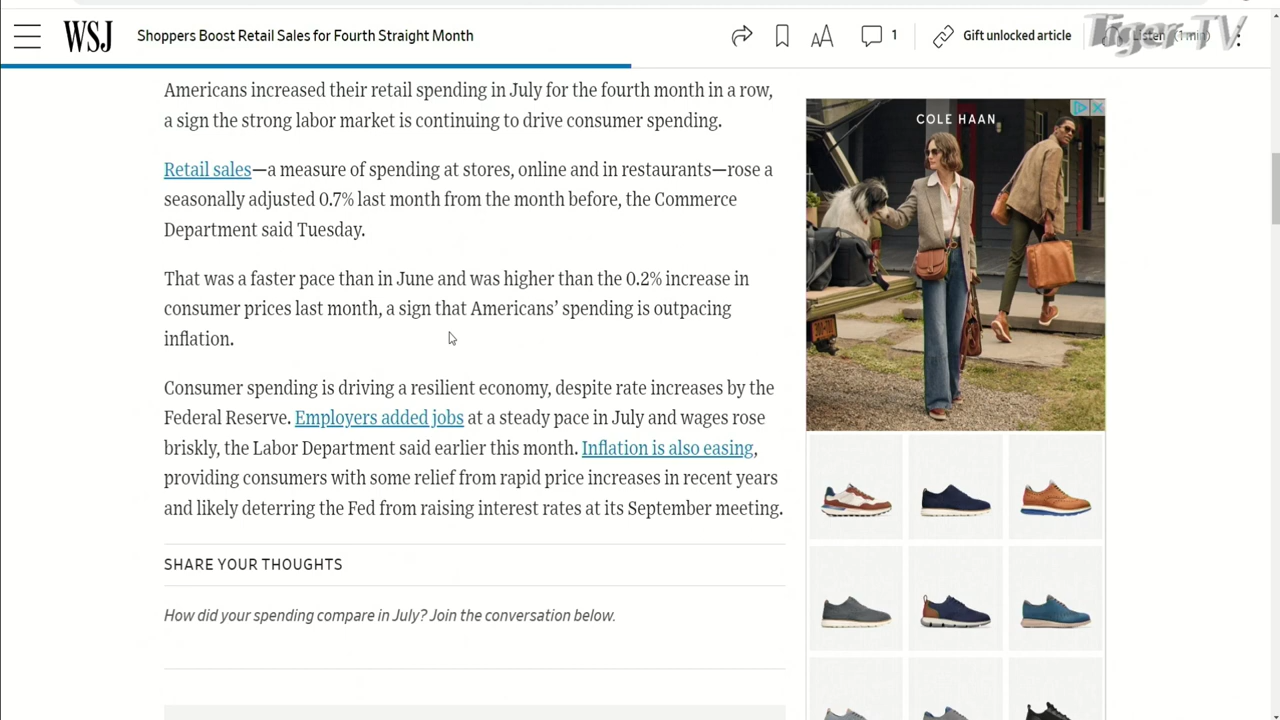 WSJ
Shoppers Boost Retail Sales for Fourth Straight Month
1
Gift unlocked article
Listen (1 min)
Tiger TV
Americans increased their retail spending in July for the fourth month in a row,
a sign the strong labor market is continuing to drive consumer spending.
Retail sales—a measure of spending at stores, online and in restaurants—rose a
seasonally adjusted 0.7% last month from the month before, the Commerce
Department said Tuesday.
That was a faster pace than in June and was higher than the 0.2% increase in
consumer prices last month, a sign that Americans’ spending is outpacing
inflation.
Consumer spending is driving a resilient economy, despite rate increases by the
Federal Reserve. Employers added jobs at a steady pace in July and wages rose
briskly, the Labor Department said earlier this month. Inflation is also easing,
providing consumers with some relief from rapid price increases in recent years
and likely deterring the Fed from raising interest rates at its September meeting.
SHARE YOUR THOUGHTS
How did your spending compare in July? Join the conversation below.
COLE HAAN